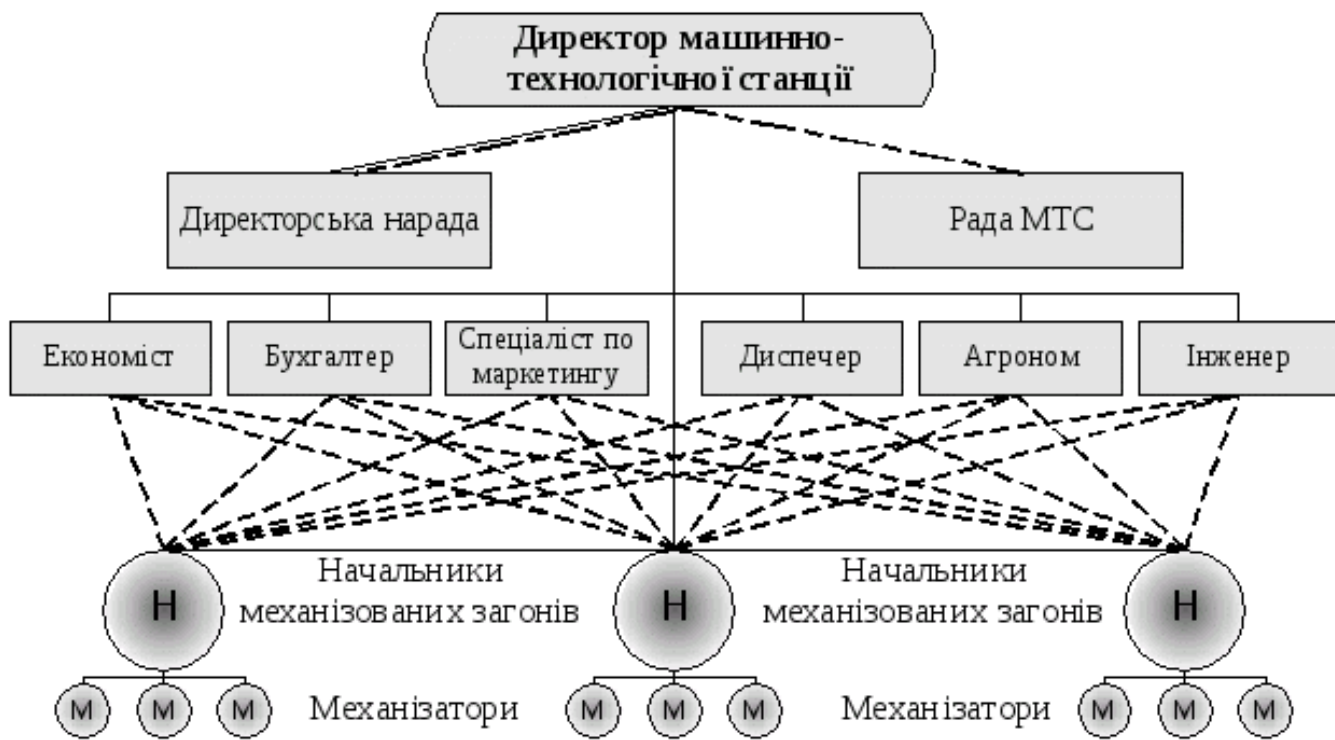 Директор машинно-
технологічної станції
Директорська нарада
Рада МТС
Економіст
Бухгалтер
Спеціаліст по
маркетингу
Диспечер
Агроном
Інженер
Н
Начальники
механізованих загонів
Н
Начальники
механізованих загонів
Н
М М М
Механізатори
М М М
Механізатори
М М М